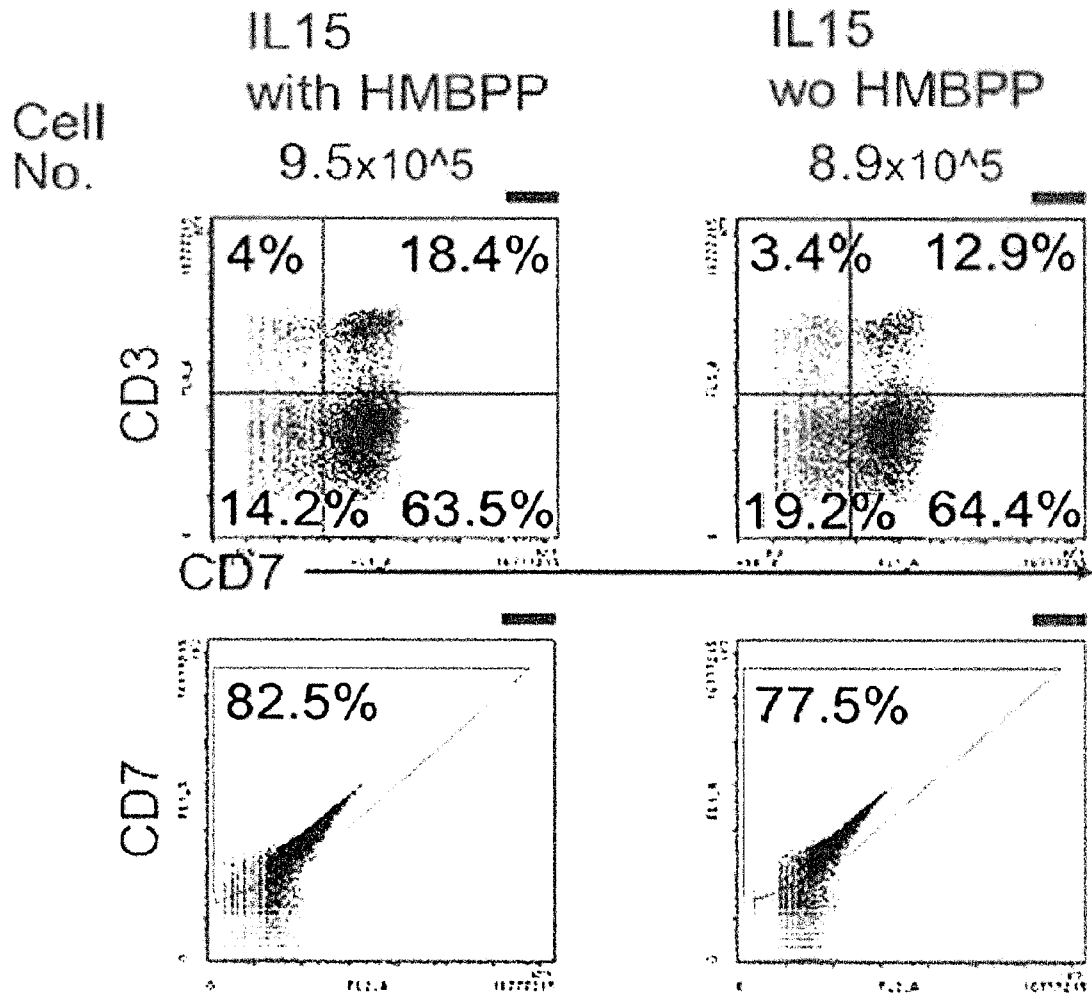 IL15
with HMBPP
IL15
wo HMBPP
Cell
No.
9.5x10^5
8.9x10^5
4%
18.4%
3.4%
12.9%
CD3
14.2%
63.5%
19.2%
64.4%
CD7
82.5%
77.5%
CD7